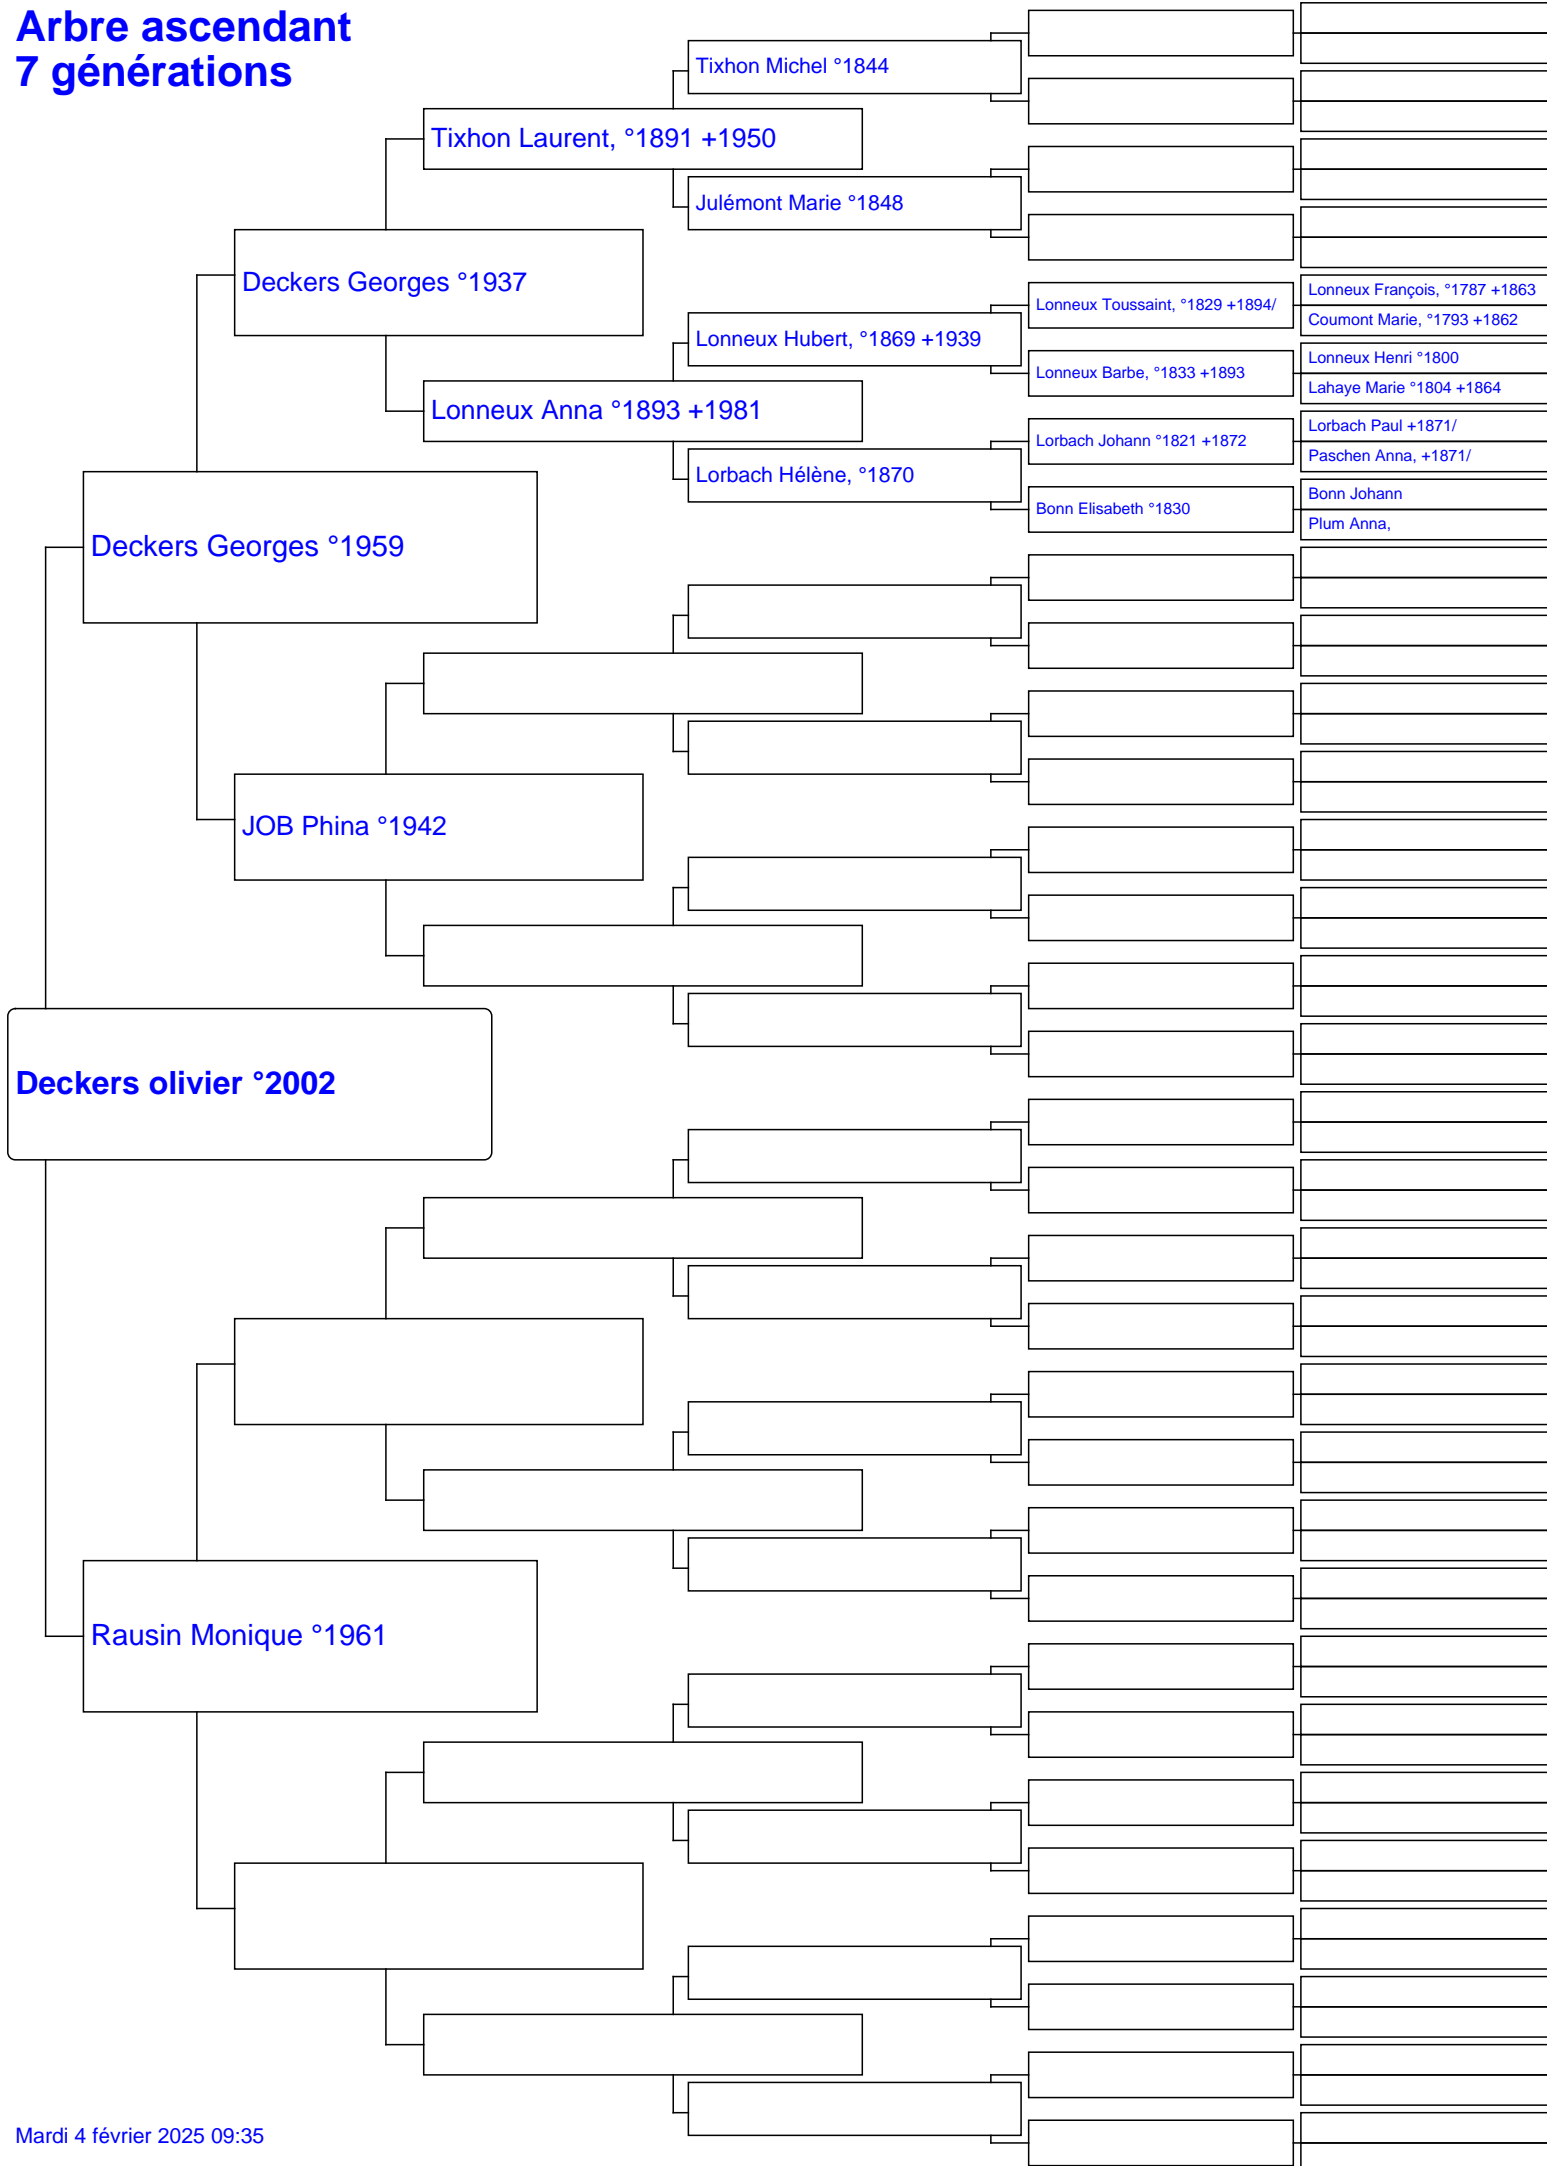 Arbre ascendant
7 générations
Tixhon Michel °1844
Tixhon Laurent, °1891 +1950
Julémont Marie °1848
Deckers Georges °1937
Lonneux François, °1787 +1863
Lonneux Toussaint, °1829 +1894/
Coumont Marie, °1793 +1862
Lonneux Hubert, °1869 +1939
Lonneux Henri °1800
Lonneux Barbe, °1833 +1893
Lahaye Marie °1804 +1864
Lonneux Anna °1893 +1981
Lorbach Paul +1871/
Lorbach Johann °1821 +1872
Paschen Anna, +1871/
Lorbach Hélène, °1870
Bonn Johann
Bonn Elisabeth °1830
Plum Anna,
Deckers Georges °1959
JOB Phina °1942
Deckers olivier °2002
Rausin Monique °1961
Mardi 4 février 2025 09:35